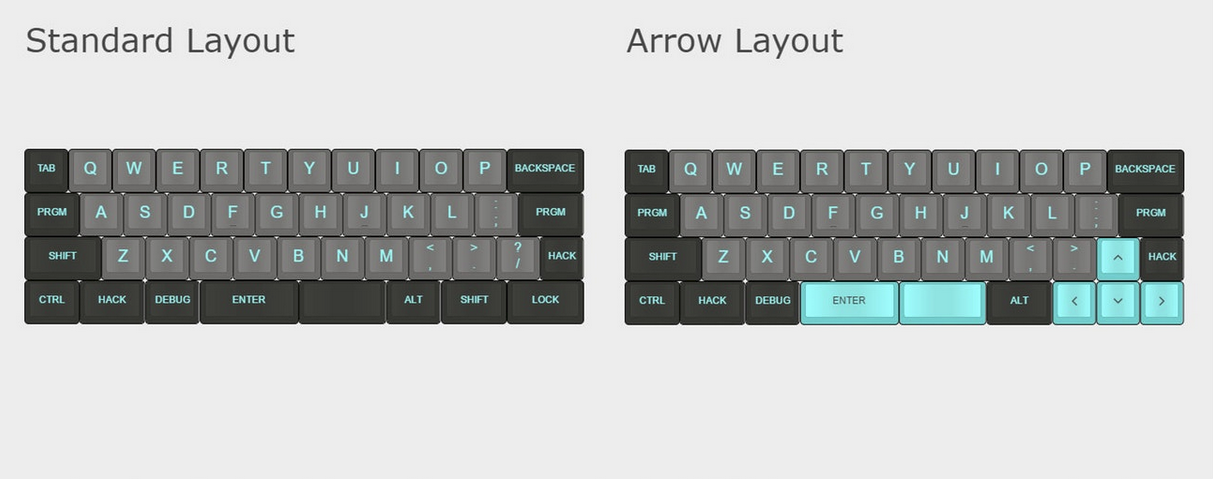 Standard Layout
TAB Q W E R T Y U I O P BACKSPACE
PRGM A S D F G H J K L : ; PRGM
SHIFT Z X C V B N M < , > . ? / HACK
CTRL HACK DEBUG ENTER ALT SHIFT LOCK
Arrow Layout
TAB Q W E R T Y U I O P BACKSPACE
PRGM A S D F G H J K L : ; PRGM
SHIFT Z X C V B N M < , > . ^ HACK
CTRL HACK DEBUG ENTER ALT < ⌄ >